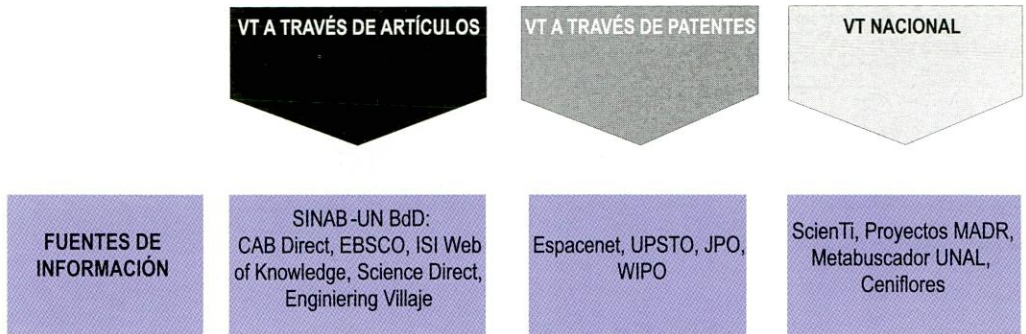 VT A TRAVÉS DE ARTÍCULOS
VT A TRAVÉS DE PATENTES
VT NACIONAL
FUENTES DE
INFORMACIÓN
SINAB-UN BdD:
CAB Direct, EBSCO, ISI Web
of Knowledge, Science Direct,
Enginiering Villaje
Espacenet, UPSTO, JPO,
WIPO
ScienTi, Proyectos MADR,
Metabuscador UNAL,
Ceniflores